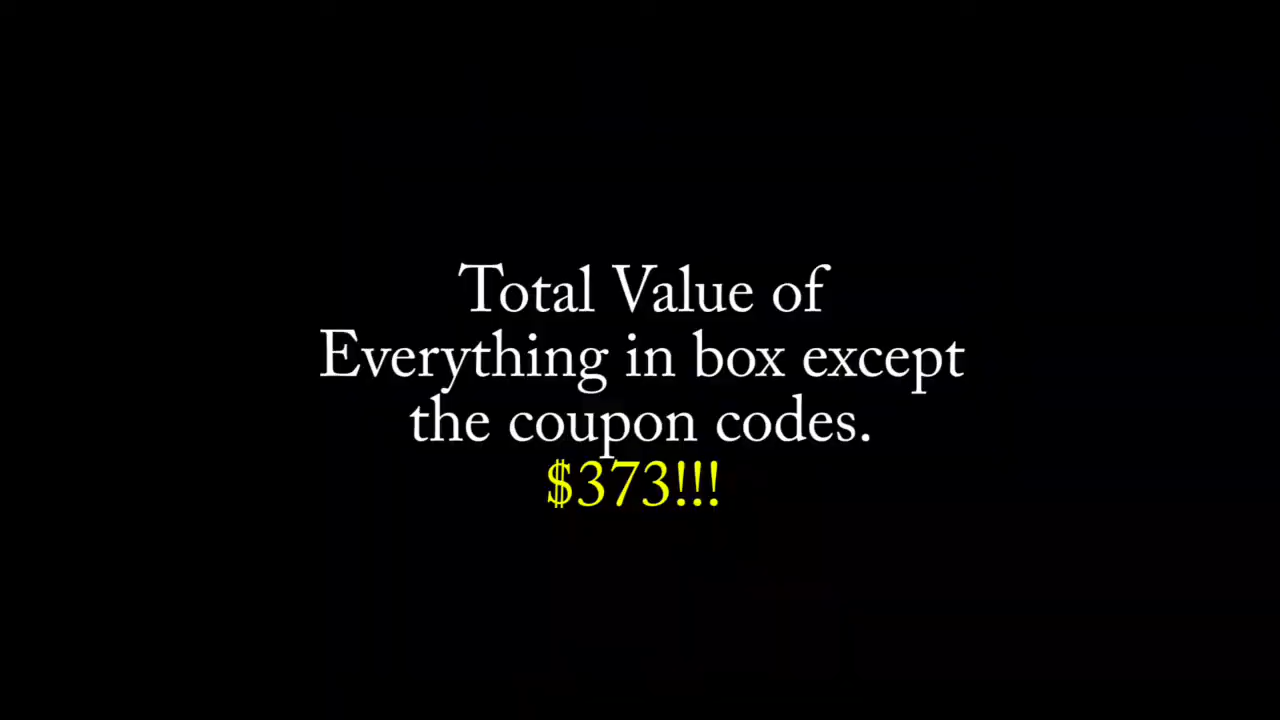 Total Value of
Everything in box except
the coupon codes.
$373!!!